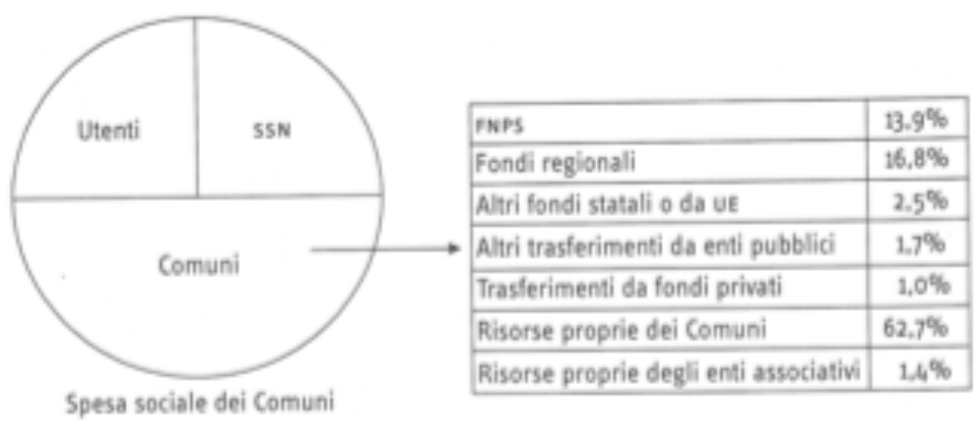 Utenti
SSN
Comuni
Spesa sociale dei Comuni
FNPS 13,9%
Fondi regionali 16,8%
Altri fondi statali o da UE 2,5%
Altri trasferimenti da enti pubblici 1,7%
Trasferimenti da fondi privati 1,0%
Risorse proprie dei Comuni 62,7%
Risorse proprie degli enti associativi 1,4%